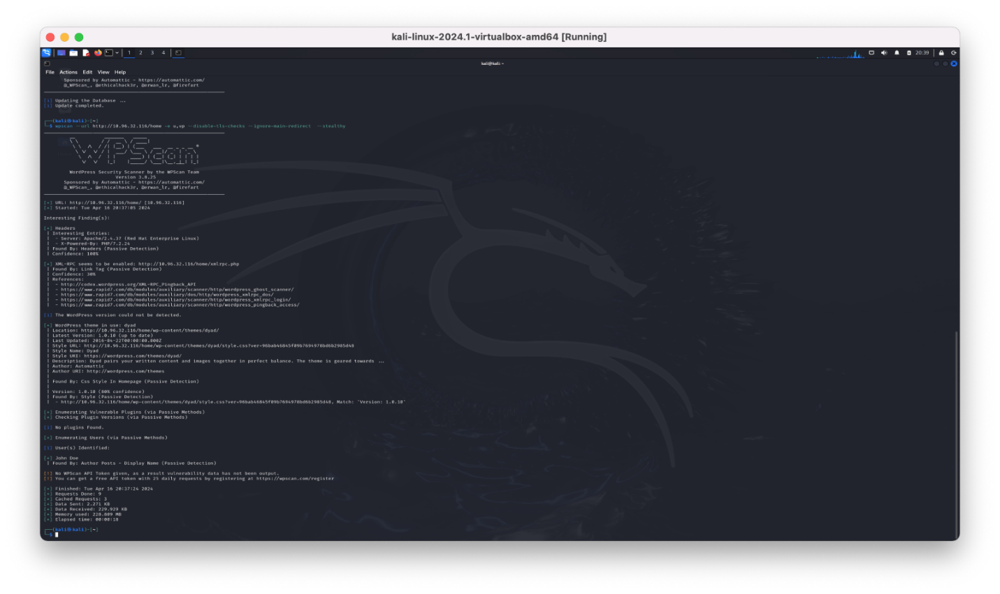 kali-linux-2024.1-virtualbox-amd64 [Running]
1 2 3 4
20:39
kali@kali: ~
File Actions Edit View Help
Sponsored by Automattic - https://automattic.com/
@_WPScan_, @ethicalhack3r, @erwan_lr, @firefart
[i] Updating the Database ...
[i] Update completed.
┌──(kali㉿kali)-[~]
└─$ wpscan --url http://10.96.32.116/home -e u,vp --disable-tls-checks --ignore-main-redirect --stealthy
WPScan ®
WordPress Security Scanner by the WPScan Team
Version 3.8.25
Sponsored by Automattic - https://automattic.com/
@_WPScan_, @ethicalhack3r, @erwan_lr, @firefart
[+] URL: http://10.96.32.116/home/ [10.96.32.116]
[+] Started: Tue Apr 16 20:37:05 2024
Interesting Finding(s):
[+] Headers
| Interesting Entries:
| - Server: Apache/2.4.37 (Red Hat Enterprise Linux)
| - X-Powered-By: PHP/7.2.24
| Found By: Headers (Passive Detection)
| Confidence: 100%
[+] XML-RPC seems to be enabled: http://10.96.32.116/home/xmlrpc.php
| Found By: Link Tag (Passive Detection)
| Confidence: 30%
| References:
| - http://codex.wordpress.org/XML-RPC_Pingback_API
| - https://www.rapid7.com/db/modules/auxiliary/scanner/http/wordpress_ghost_scanner/
| - https://www.rapid7.com/db/modules/auxiliary/dos/http/wordpress_xmlrpc_dos/
| - https://www.rapid7.com/db/modules/auxiliary/scanner/http/wordpress_xmlrpc_login/
| - https://www.rapid7.com/db/modules/auxiliary/scanner/http/wordpress_pingback_access/
[i] The WordPress version could not be detected.
[+] WordPress theme in use: dyad
| Location: http://10.96.32.116/home/wp-content/themes/dyad/
| Latest Version: 1.0.10 (up to date)
| Last Updated: 2016-04-22T00:00:00.000Z
| Style URL: http://10.96.32.116/home/wp-content/themes/dyad/style.css?ver=96bab46845f09b7694978bd6b2985d48
| Style Name: Dyad
| Style URI: https://wordpress.com/themes/dyad/
| Description: Dyad pairs your written content and images together in perfect balance. The theme is geared towards ...
| Author: Automattic
| Author URI: http://wordpress.com/themes
|
| Found By: Css Style In Homepage (Passive Detection)
|
| Version: 1.0.10 (80% confidence)
| Found By: Style (Passive Detection)
| - http://10.96.32.116/home/wp-content/themes/dyad/style.css?ver=96bab46845f09b7694978bd6b2985d48, Match: 'Version: 1.0.10'
[+] Enumerating Vulnerable Plugins (via Passive Methods)
[+] Checking Plugin Versions (via Passive Methods)
[i] No plugins Found.
[+] Enumerating Users (via Passive Methods)
[i] User(s) Identified:
[+] John Doe
| Found By: Author Posts - Display Name (Passive Detection)
[!] No WPScan API Token given, as a result vulnerability data has not been output.
[!] You can get a free API token with 25 daily requests by registering at https://wpscan.com/register
[+] Finished: Tue Apr 16 20:37:24 2024
[+] Requests Done: 9
[+] Cached Requests: 3
[+] Data Sent: 2.271 KB
[+] Data Received: 229.929 KB
[+] Memory used: 228.809 MB
[+] Elapsed time: 00:00:18
┌──(kali㉿kali)-[~]
└─$